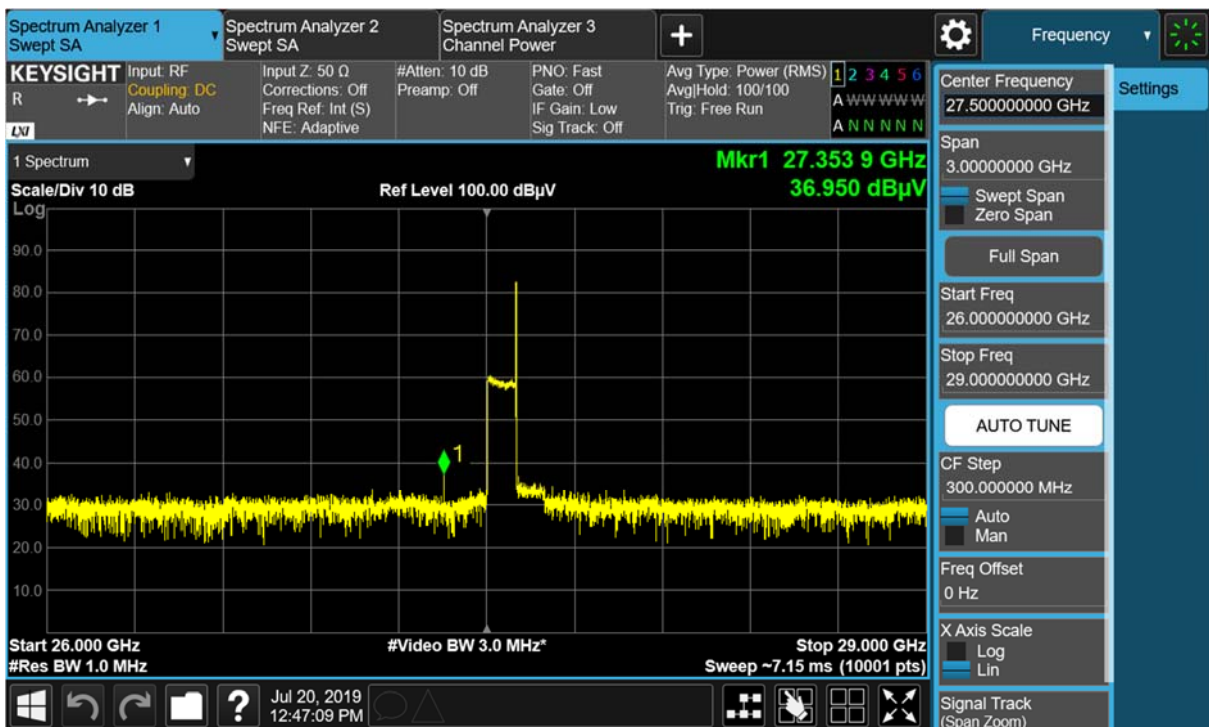 Spectrum Analyzer 1
Swept SA
Spectrum Analyzer 2
Swept SA
Spectrum Analyzer 3
Channel Power
Frequency
KEYSIGHT
R
LXI
Input: RF
Coupling: DC
Align: Auto
Input Z: 50 Ω
Corrections: Off
Freq Ref: Int (S)
NFE: Adaptive
#Atten: 10 dB
Preamp: Off
PNO: Fast
Gate: Off
IF Gain: Low
Sig Track: Off
Avg Type: Power (RMS)
Avg|Hold: 100/100
Trig: Free Run
1 2 3 4 5 6
A W W W W W
A N N N N N
1 Spectrum
Scale/Div 10 dB
Log
Ref Level 100.00 dBµV
Mkr1 27.353 9 GHz
36.950 dBµV
90.0
80.0
70.0
60.0
50.0
40.0
30.0
20.0
10.0
1
Start 26.000 GHz
#Res BW 1.0 MHz
#Video BW 3.0 MHz*
Stop 29.000 GHz
Sweep ~7.15 ms (10001 pts)
Center Frequency
27.500000000 GHz
Span
3.00000000 GHz
Swept Span
Zero Span
Full Span
Start Freq
26.000000000 GHz
Stop Freq
29.000000000 GHz
AUTO TUNE
CF Step
300.000000 MHz
Auto
Man
Freq Offset
0 Hz
X Axis Scale
Log
Lin
Signal Track
(Span Zoom)
Settings
?
Jul 20, 2019
12:47:09 PM